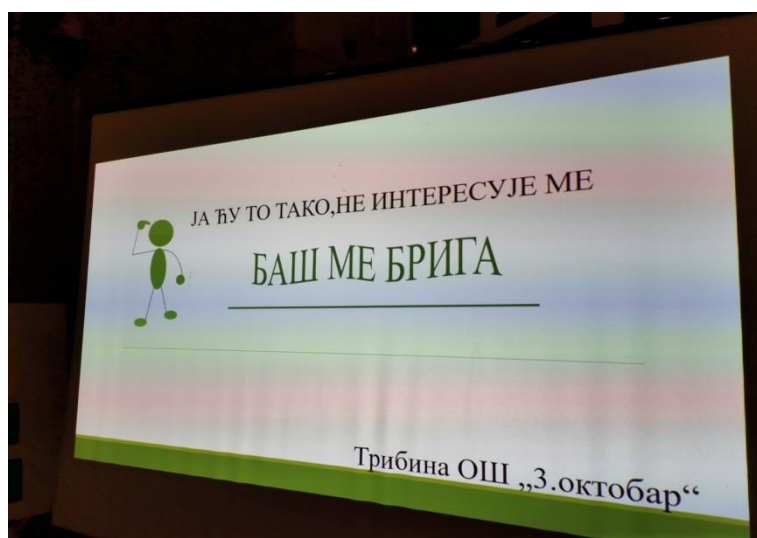 ЈА ЋУ ТО ТАКО,НЕ ИНТЕРЕСУЈЕ МЕ
БАШ МЕ БРИГА
Трибина ОШ „3.октобар“